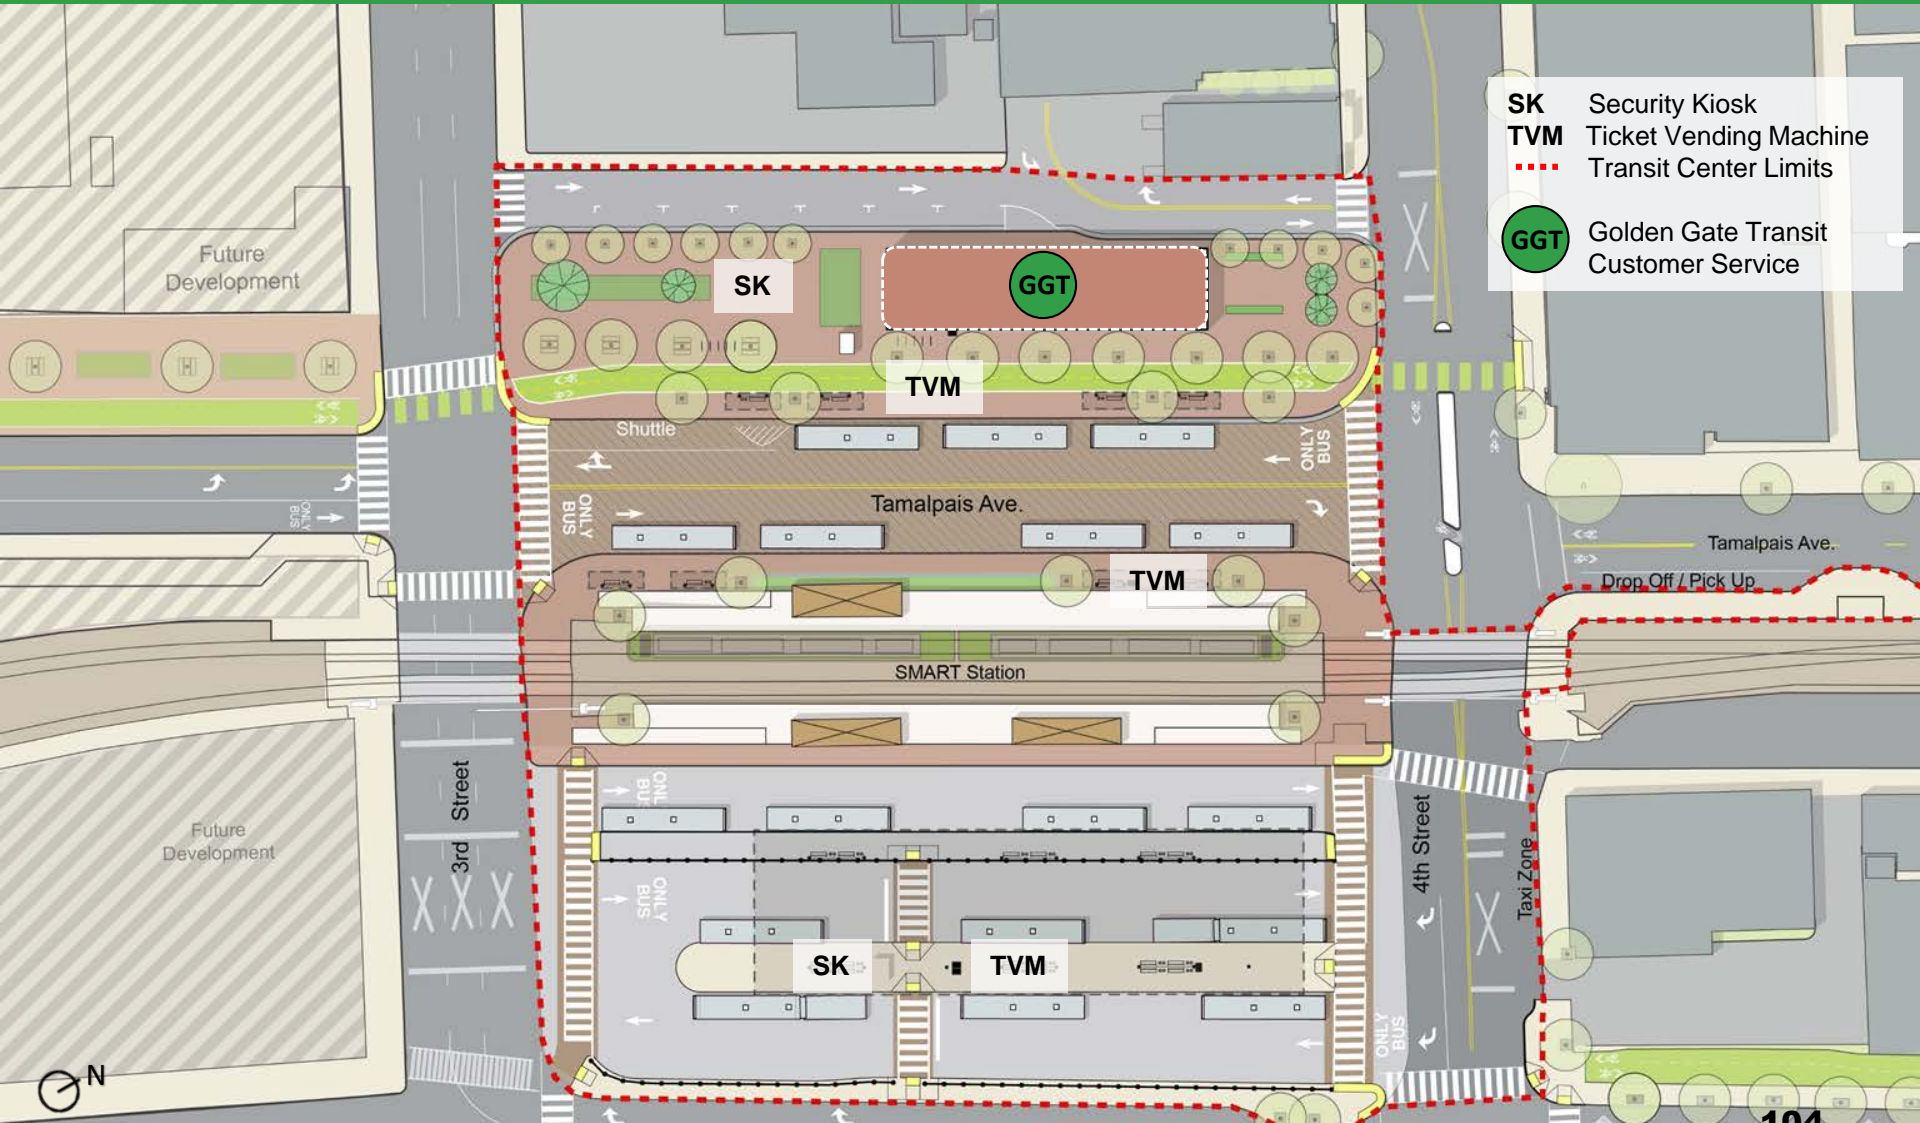 SK Security Kiosk
TVM Ticket Vending Machine
Transit Center Limits
GGT Golden Gate Transit
Customer Service
Future
Development
SK
GGT
TVM
Shuttle
ONLY
BUS
Tamalpais Ave.
ONLY
BUS
ONLY
BUS
Tamalpais Ave.
TVM
Drop Off / Pick Up
SMART Station
3rd Street
ONLY
BUS
4th Street
Future
Development
Taxi Zone
ONLY
BUS
SK
TVM
ONLY
BUS
N